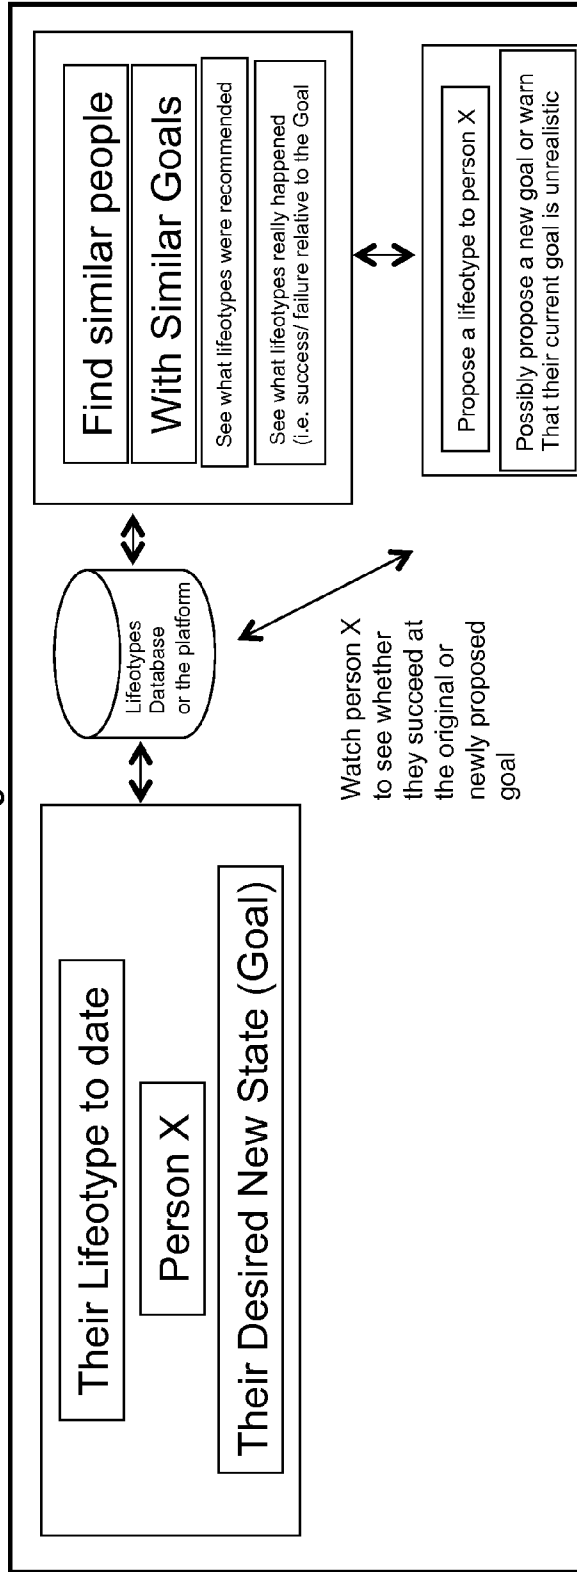 Their Lifeotype to date
Person X
Their Desired New State (Goal)
Lifeotypes
Database
or the platform
Find similar people
With Similar Goals
See what lifeotypes were recommended
See what lifeotypes really happened
(i.e. success/ failure relative to the Goal
Watch person X
to see whether
they succeed at
the original or
newly proposed
goal
Propose a lifeotype to person X
Possibly propose a new goal or warn
That their current goal is unrealistic